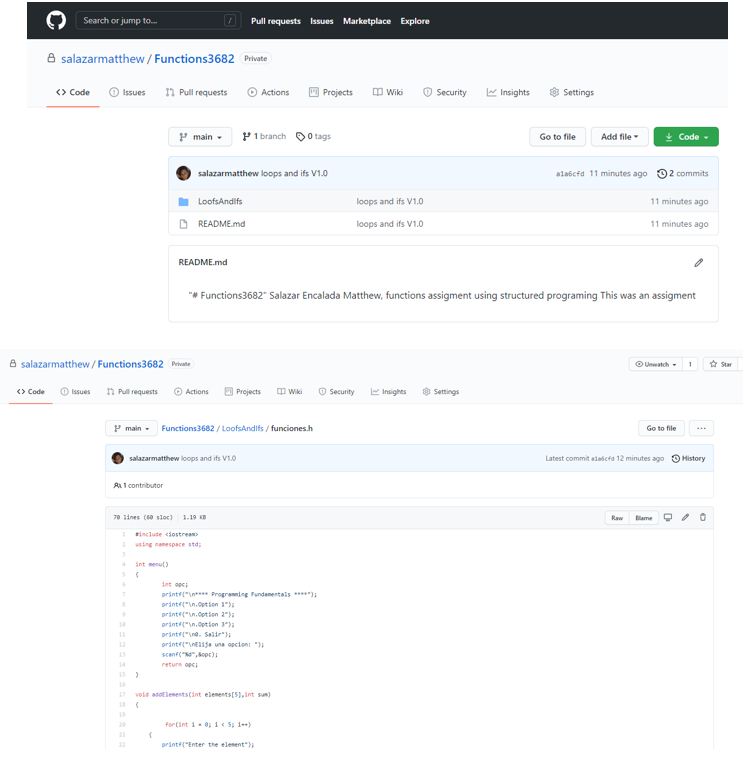 Search or jump to... /
Pull requests Issues Marketplace Explore
salazarmatthew / Functions3682 Private
Code Issues Pull requests Actions Projects Wiki Security Insights Settings
main 1 branch 0 tags Go to file Add file Code
salazarmatthew loops and ifs V1.0 a1a6cfd 11 minutes ago 2 commits
LoofsAndIfs loops and ifs V1.0 11 minutes ago
README.md loops and ifs V1.0 11 minutes ago
README.md
"# Functions3682" Salazar Encalada Matthew, functions assigment using structured programing This was an assigment
salazarmatthew / Functions3682 Private Unwatch 1 Star
Code Issues Pull requests Actions Projects Wiki Security Insights Settings
main Functions3682 / LoofsAndIfs / funciones.h Go to file ...
salazarmatthew loops and ifs V1.0 Latest commit a1a6cfd 12 minutes ago History
1 contributor
70 lines (60 sloc) 1.19 KB Raw Blame
1 #include <iostream>
2 using namespace std;
3
4 int menu()
5 {
6 int opc;
7 printf("\n**** Programming Fundamentals ****");
8 printf("\n.Option 1");
9 printf("\n.Option 2");
10 printf("\n.Option 3");
11 printf("\n0. Salir");
12 printf("\nElija una opcion: ");
13 scanf("%d",&opc);
14 return opc;
15 }
16
17 void addElements(int elements[5],int sum)
18 {
19
20 for(int i = 0; i < 5; i++)
21 {
22 printf("Enter the element");